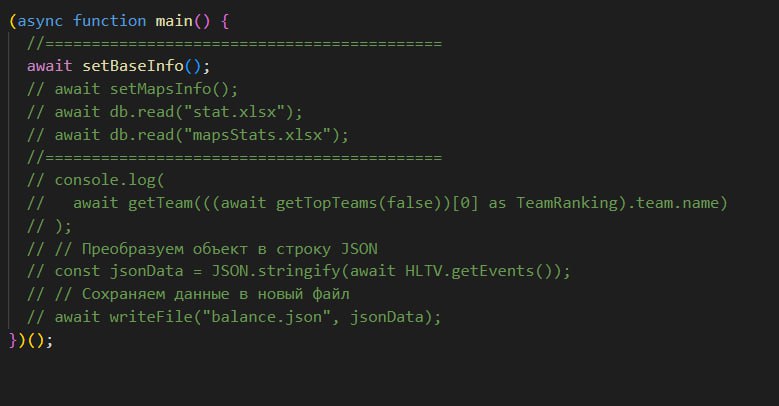 (async function main() {
  //===========================================
  await setBaseInfo();
  // await setMapsInfo();
  // await db.read("stat.xlsx");
  // await db.read("mapsStats.xlsx");
  //===========================================
  // console.log(
  //   await getTeam(((await getTopTeams(false))[0] as TeamRanking).team.name)
  // );
  // // Преобразуем объект в строку JSON
  // const jsonData = JSON.stringify(await HLTV.getEvents());
  // // Сохраняем данные в новый файл
  // await writeFile("balance.json", jsonData);
})();